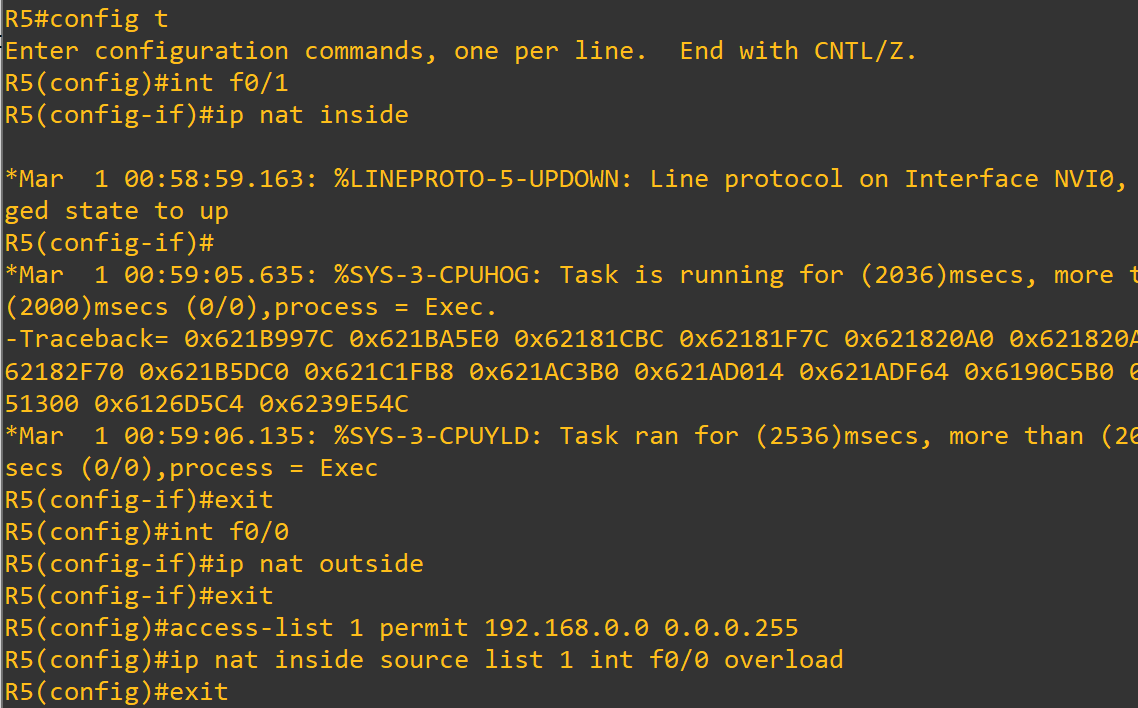 R5#config t
Enter configuration commands, one per line.  End with CNTL/Z.
R5(config)#int f0/1
R5(config-if)#ip nat inside
*Mar  1 00:58:59.163: %LINEPROTO-5-UPDOWN: Line protocol on Interface NVI0,
ged state to up
R5(config-if)#
*Mar  1 00:59:05.635: %SYS-3-CPUHOG: Task is running for (2036)msecs, more t
(2000)msecs (0/0),process = Exec.
-Traceback= 0x621B997C 0x621BA5E0 0x62181CBC 0x62181F7C 0x621820A0 0x621820A
62182F70 0x621B5DC0 0x621C1FB8 0x621AC3B0 0x621AD014 0x621ADF64 0x6190C5B0 0
51300 0x6126D5C4 0x6239E54C
*Mar  1 00:59:06.135: %SYS-3-CPUYLD: Task ran for (2536)msecs, more than (20
secs (0/0),process = Exec
R5(config-if)#exit
R5(config)#int f0/0
R5(config-if)#ip nat outside
R5(config-if)#exit
R5(config)#access-list 1 permit 192.168.0.0 0.0.0.255
R5(config)#ip nat inside source list 1 int f0/0 overload
R5(config)#exit